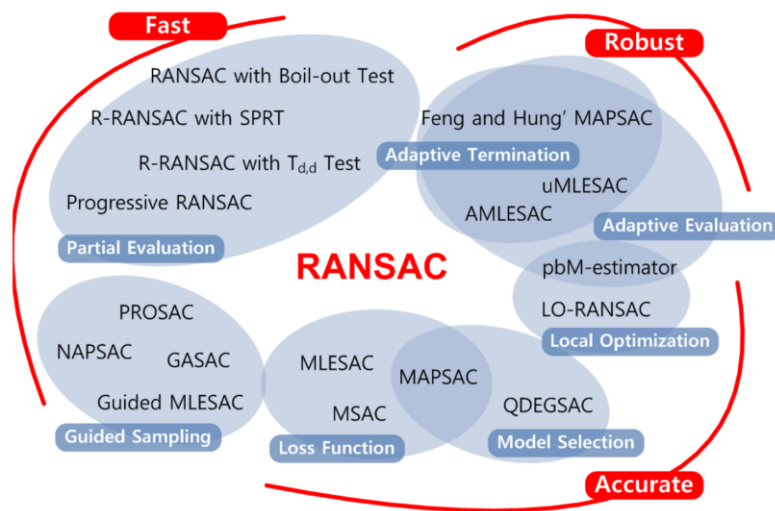 Fast
Robust
RANSAC with Boil-out Test
R-RANSAC with SPRT
R-RANSAC with Td,d Test
Progressive RANSAC
Partial Evaluation
Feng and Hung' MAPSAC
Adaptive Termination
uMLESAC
AMLESAC
Adaptive Evaluation
RANSAC
pbM-estimator
LO-RANSAC
Local Optimization
PROSAC
NAPSAC
GASAC
Guided MLESAC
Guided Sampling
MLESAC
MAPSAC
MSAC
Loss Function
QDEGSAC
Model Selection
Accurate